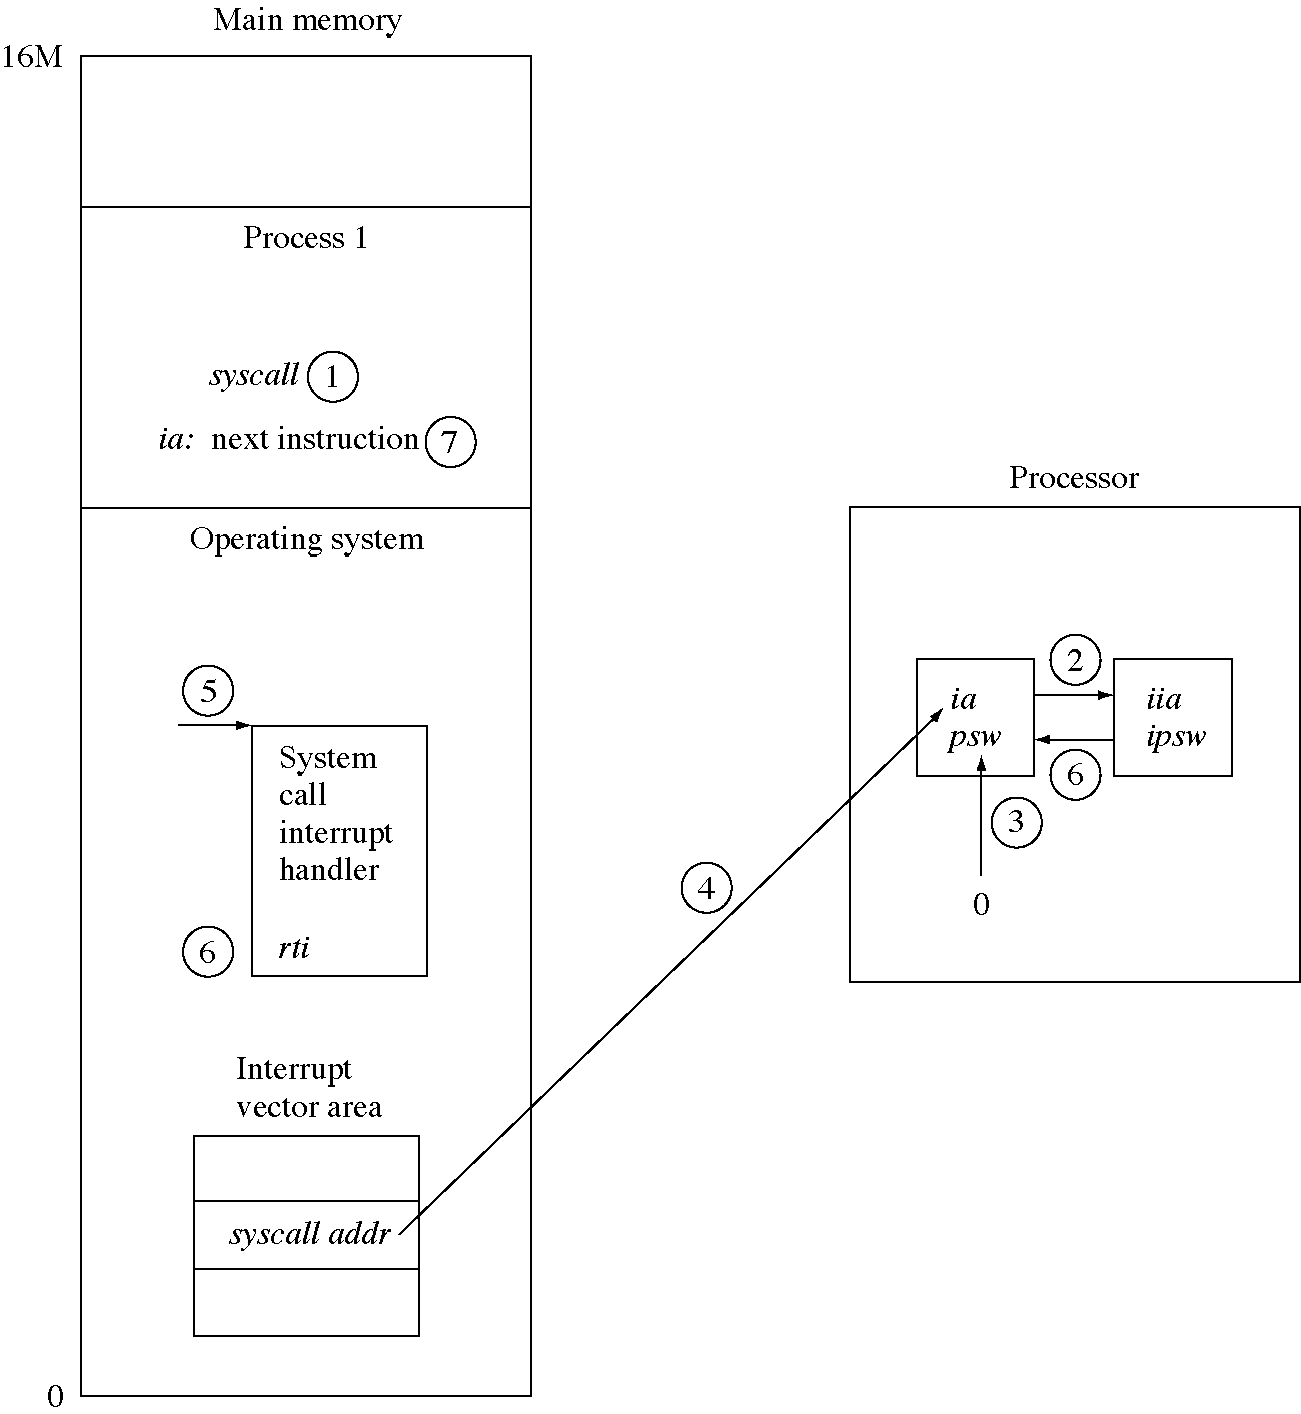 Main memory
16M
Process 1
syscall 1
ia: next instruction 7
Operating system
5
System
call
interrupt
handler
6
rti
Interrupt
vector area
syscall addr
0
4
Processor
2
ia
iia
psw
ipsw
6
3
0